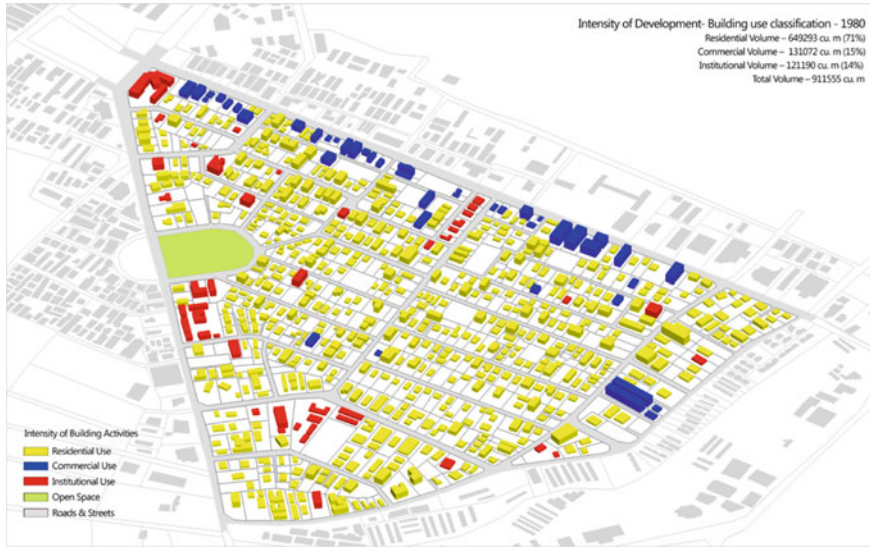 Intensity of Development- Building use classification - 1980
Residential Volume – 649293 cu. m (71%)
Commercial Volume – 131072 cu. m (15%)
Institutional Volume – 121190 cu. m (14%)
Total Volume – 911555 cu. m
Intensity of Building Activities
Residential Use
Commercial Use
Institutional Use
Open Space
Roads & Streets